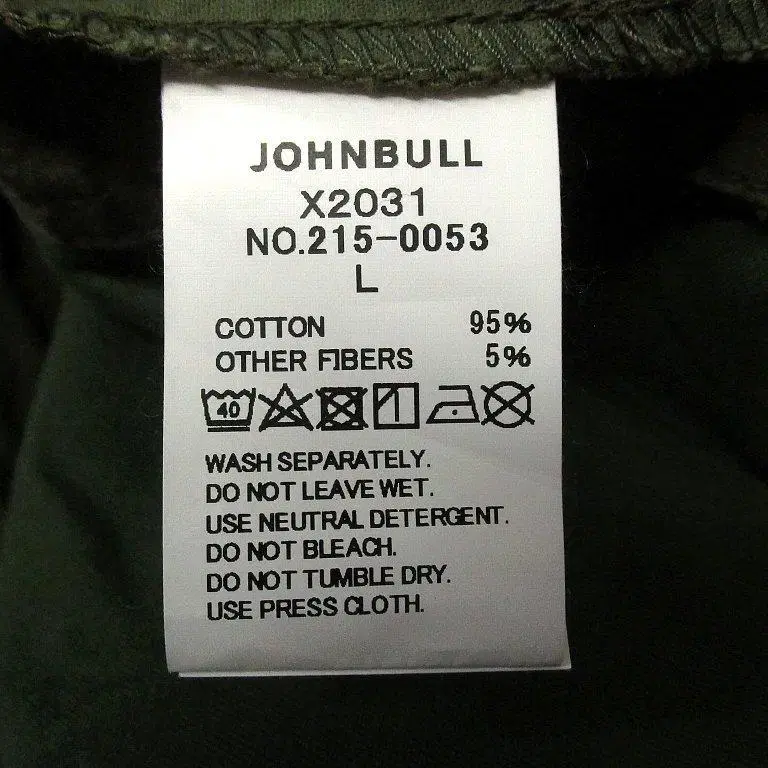 JOHNBULL
X2031
NO.215-0053
L
COTTON 95%
OTHER FIBERS 5%
40
WASH SEPARATELY.
DO NOT LEAVE WET.
USE NEUTRAL DETERGENT.
DO NOT BLEACH.
DO NOT TUMBLE DRY.
USE PRESS CLOTH.